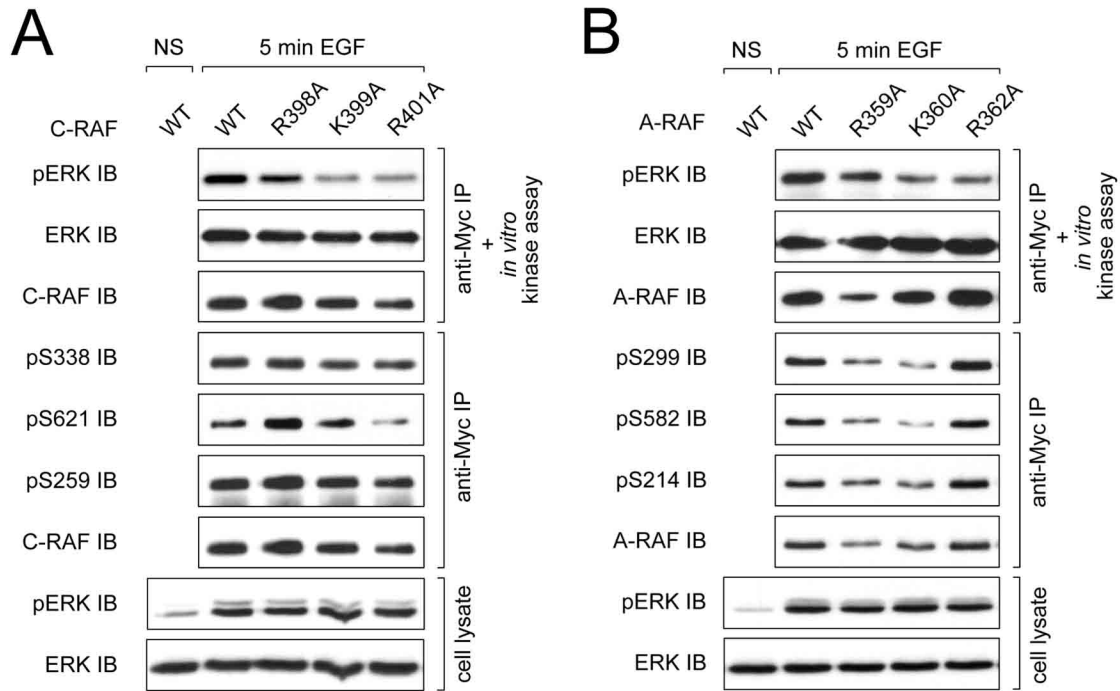 A
NS
5 min EGF
C-RAF
WT
WT
R398A
K399A
R401A
pERK IB
ERK IB
C-RAF IB
anti-Myc IP
+
in vitro
kinase assay
pS338 IB
pS621 IB
pS259 IB
C-RAF IB
anti-Myc IP
pERK IB
ERK IB
cell lysate
B
NS
5 min EGF
A-RAF
WT
WT
R359A
K360A
R362A
pERK IB
ERK IB
A-RAF IB
anti-Myc IP
+
in vitro
kinase assay
pS299 IB
pS582 IB
pS214 IB
A-RAF IB
anti-Myc IP
pERK IB
ERK IB
cell lysate